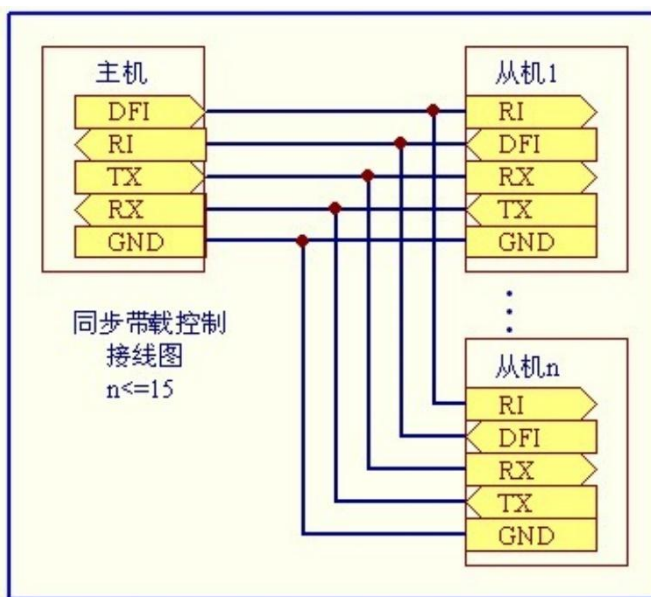 主机
DFI
RI
TX
RX
GND
从机1
RI
DFI
RX
TX
GND
同步带载控制
接线图
n<=15
从机n
RI
DFI
RX
TX
GND